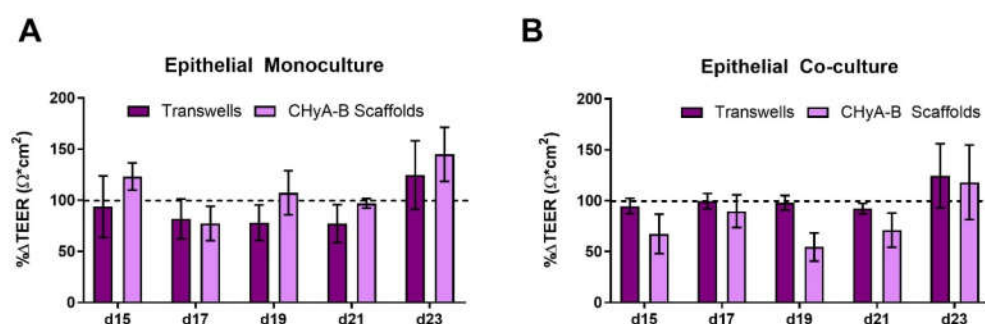 A
Epithelial Monoculture
Transwells CHyA-B Scaffolds
%ΔTEER (Ω*cm²)
200
150
100
50
0
d15 d17 d19 d21 d23
B
Epithelial Co-culture
Transwells CHyA-B Scaffolds
%ΔTEER (Ω*cm²)
200
150
100
50
0
d15 d17 d19 d21 d23